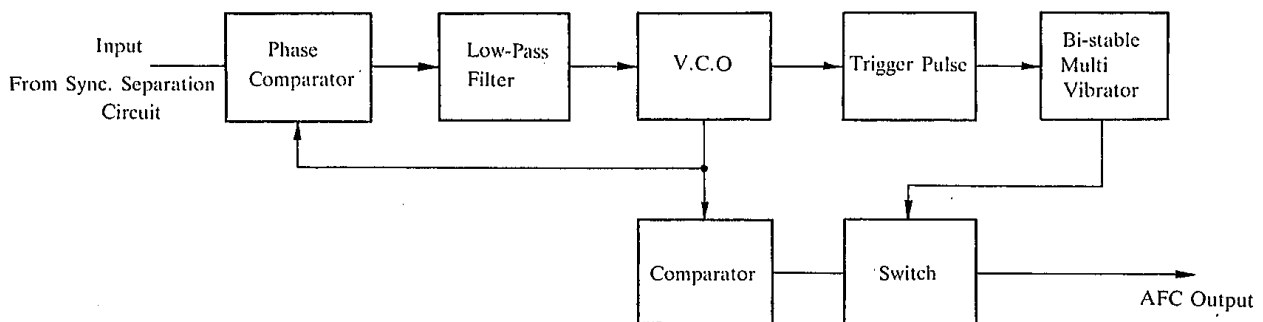 Input
From Sync. Separation
Circuit
Phase
Comparator
Low-Pass
Filter
V.C.O
Trigger Pulse
Bi-stable
Multi
Vibrator
Comparator
Switch
AFC Output